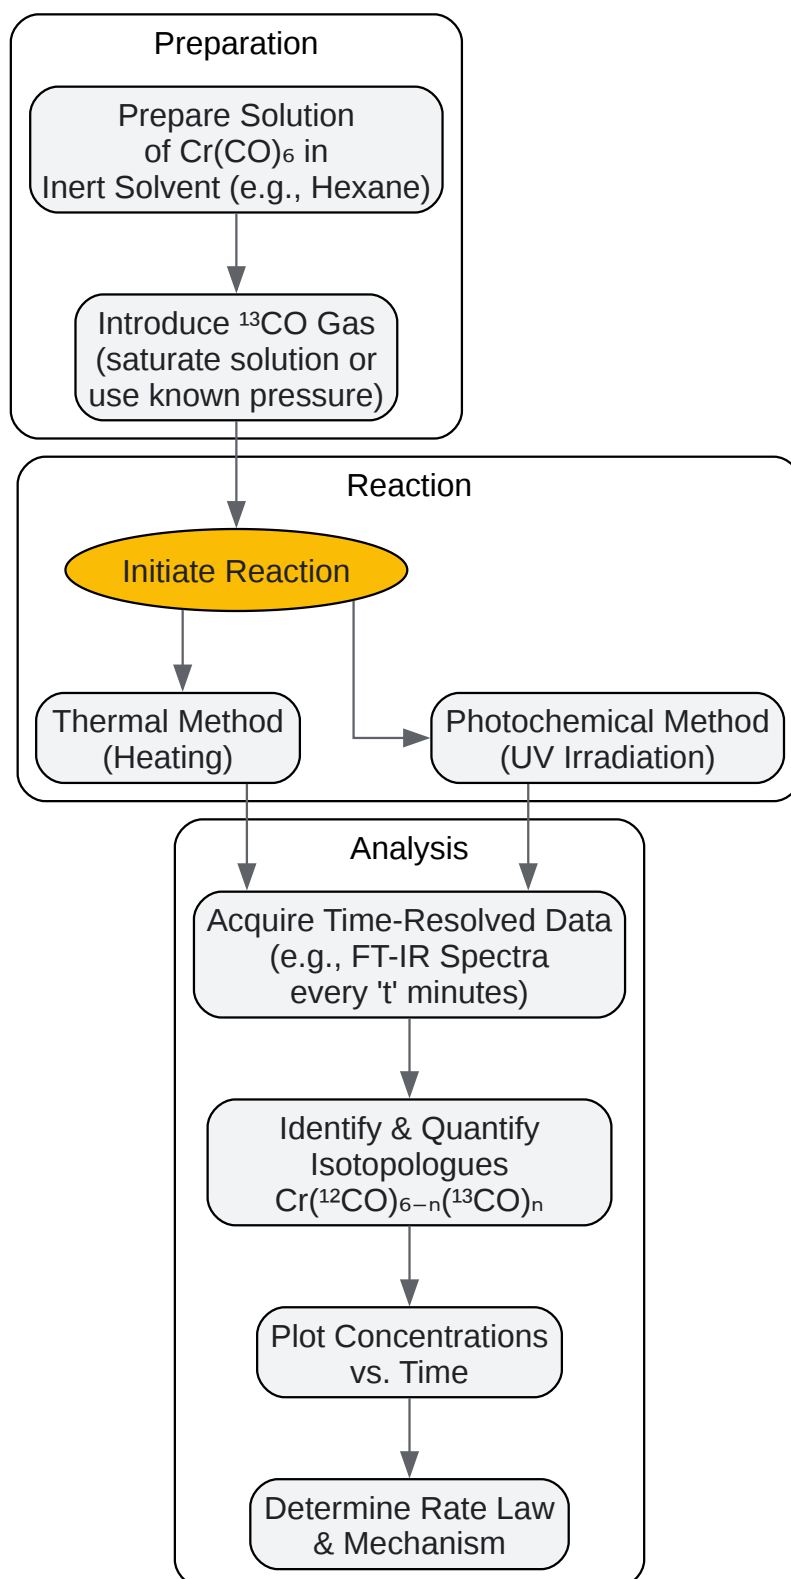 Preparation
Prepare Solution
of Cr(CO)₆ in
Inert Solvent (e.g., Hexane)
Introduce ¹³CO Gas
(saturate solution or
use known pressure)
Reaction
Initiate Reaction
Thermal Method
(Heating)
Photochemical Method
(UV Irradiation)
Analysis
Acquire Time-Resolved Data
(e.g., FT-IR Spectra
every 't' minutes)
Identify & Quantify
Isotopologues
Cr(¹²CO)₆₋ₙ(¹³CO)ₙ
Plot Concentrations
vs. Time
Determine Rate Law
& Mechanism